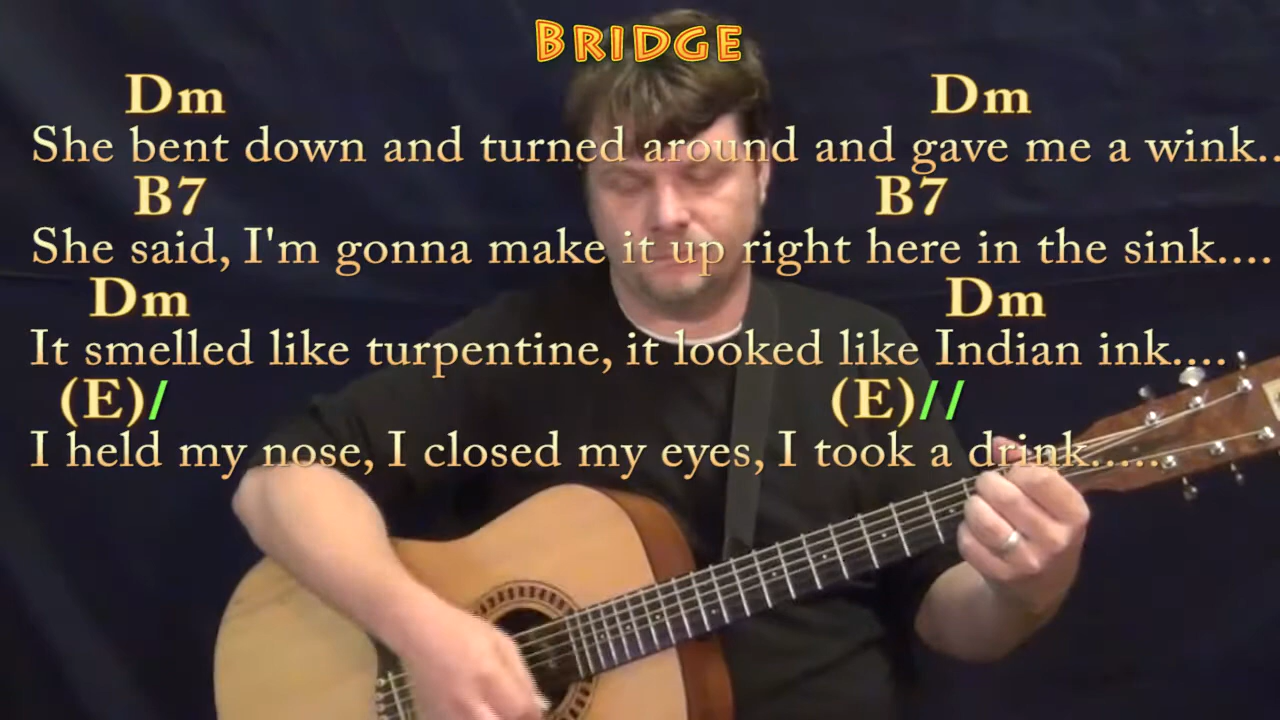 BRIDGE
Dm Dm
She bent down and turned around and gave me a wink..
B7 B7
She said, I'm gonna make it up right here in the sink....
Dm Dm
It smelled like turpentine, it looked like Indian ink....
(E)/ (E)//
I held my nose, I closed my eyes, I took a drink.....